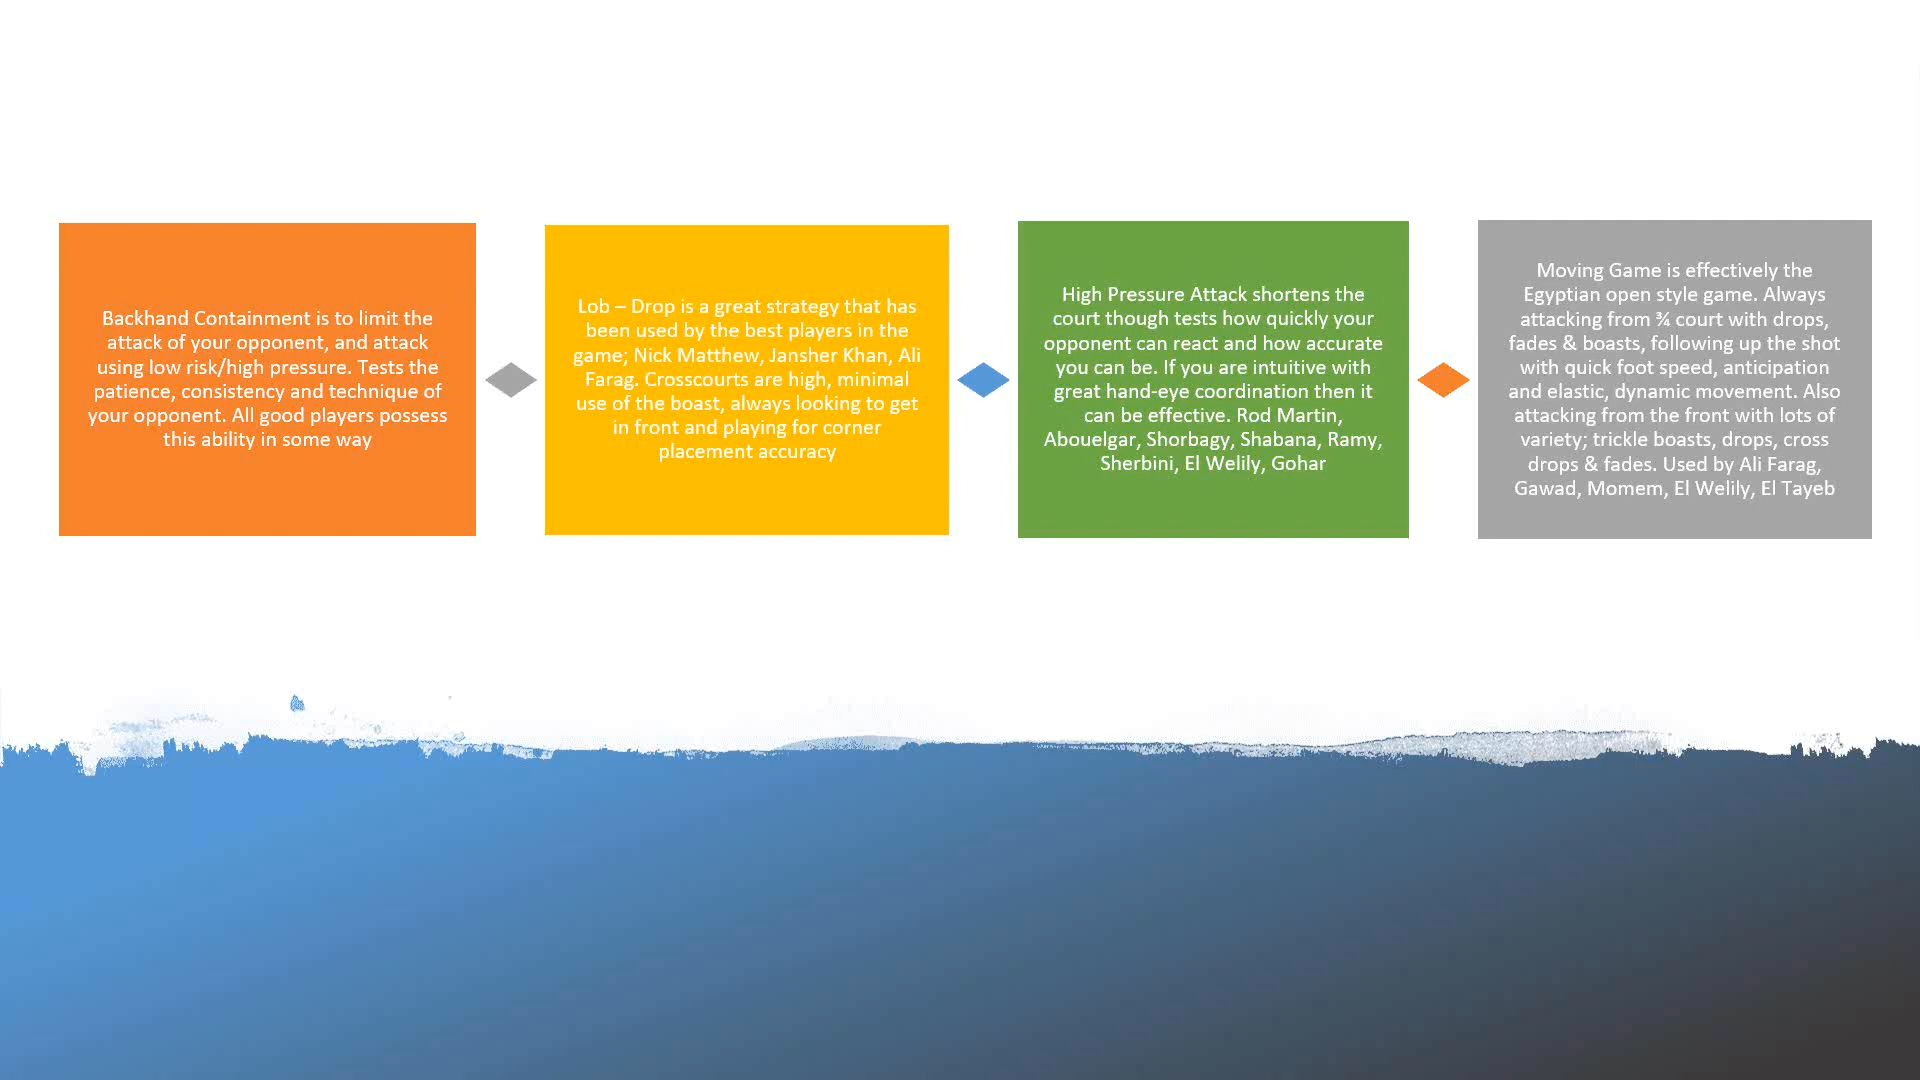 Backhand Containment is to limit the
attack of your opponent, and attack
using low risk/high pressure. Tests the
patience, consistency and technique of
your opponent. All good players possess
this ability in some way
Lob – Drop is a great strategy that has
been used by the best players in the
game; Nick Matthew, Jansher Khan, Ali
Farag. Crosscourts are high, minimal
use of the boast, always looking to get
in front and playing for corner
placement accuracy
High Pressure Attack shortens the
court though tests how quickly your
opponent can react and how accurate
you can be. If you are intuitive with
great hand-eye coordination then it
can be effective. Rod Martin,
Abouelgar, Shorbagy, Shabana, Ramy,
Sherbini, El Welily, Gohar
Moving Game is effectively the
Egyptian open style game. Always
attacking from ¾ court with drops,
fades & boasts, following up the shot
with quick foot speed, anticipation
and elastic, dynamic movement. Also
attacking from the front with lots of
variety; trickle boasts, drops, cross
drops & fades. Used by Ali Farag,
Gawad, Momem, El Welily, El Tayeb